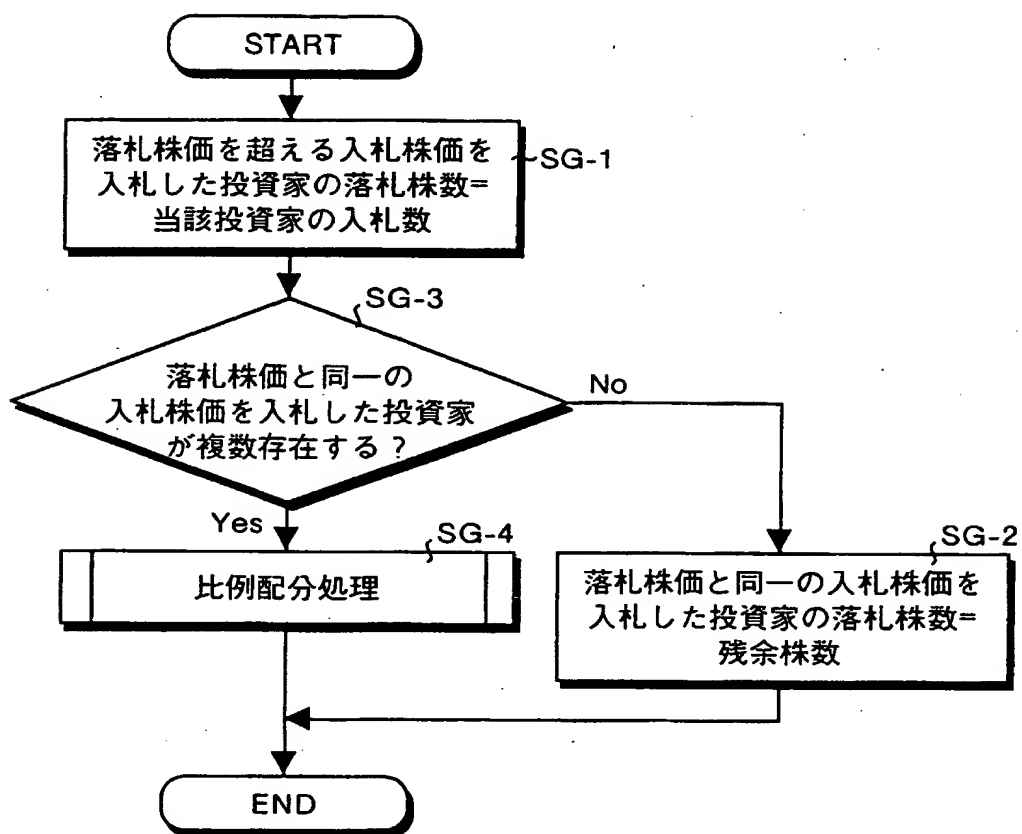 START
落札株価を超える入札株価を
入札した投資家の落札株数=
当該投資家の入札数
SG-1
SG-3
落札株価と同一の
入札株価を入札した投資家
が複数存在する?
No
Yes
SG-4
比例配分処理
SG-2
落札株価と同一の入札株価を
入札した投資家の落札株数=
残余株数
END